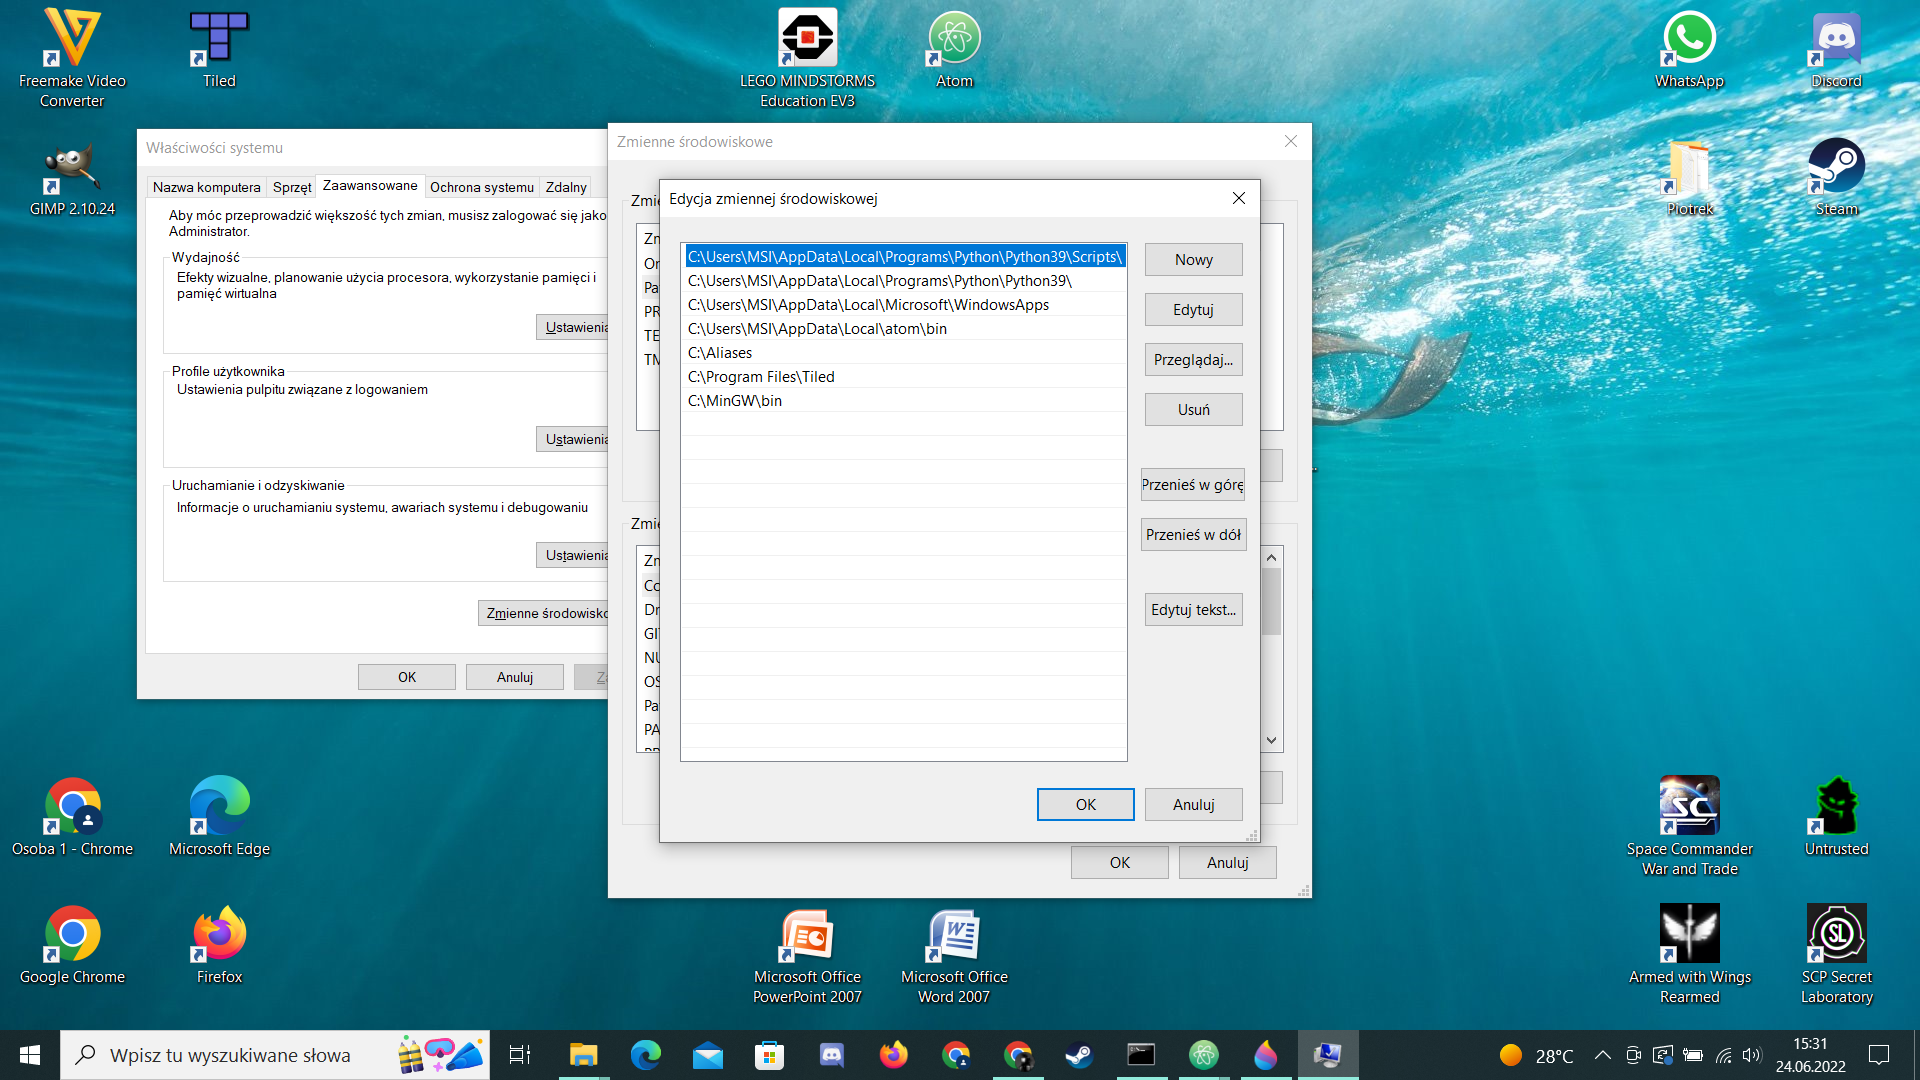 Freemake Video
Converter
Tiled
LEGO MINDSTORMS
Education EV3
Atom
WhatsApp
Discord
GIMP 2.10.24
Piotrek
Steam
Właściwości systemu
Nazwa komputera
Sprzęt
Zaawansowane
Ochrona systemu
Zdalny
Aby móc przeprowadzić większość tych zmian, musisz zalogować się jako
Administrator.
Wydajność
Efekty wizualne, planowanie użycia procesora, wykorzystanie pamięci i
pamięć wirtualna
Ustawienia
Profile użytkownika
Ustawienia pulpitu związane z logowaniem
Ustawienia
Uruchamianie i odzyskiwanie
Informacje o uruchamianiu systemu, awariach systemu i debugowaniu
Ustawienia
Zmienne środowisko
OK
Anuluj
Za
Zmienne środowiskowe
Zmie
Zm
On
Pa
PR
TE
TM
Zmie
Zm
Co
Dr
GI
NU
OS
Pa
PA
Edycja zmiennej środowiskowej
C:\Users\MSI\AppData\Local\Programs\Python\Python39\Scripts\
C:\Users\MSI\AppData\Local\Programs\Python\Python39\
C:\Users\MSI\AppData\Local\Microsoft\WindowsApps
C:\Users\MSI\AppData\Local\atom\bin
C:\Aliases
C:\Program Files\Tiled
C:\MinGW\bin
Nowy
Edytuj
Przeglądaj...
Usuń
Przenieś w górę
Przenieś w dół
Edytuj tekst...
OK
Anuluj
OK
Anuluj
Osoba 1 - Chrome
Microsoft Edge
Google Chrome
Firefox
Microsoft Office
PowerPoint 2007
Microsoft Office
Word 2007
SC
Space Commander
War and Trade
Untrusted
Armed with Wings
Rearmed
SL
SCP Secret
Laboratory
Wpisz tu wyszukiwane słowa
28°C
15:31
24.06.2022